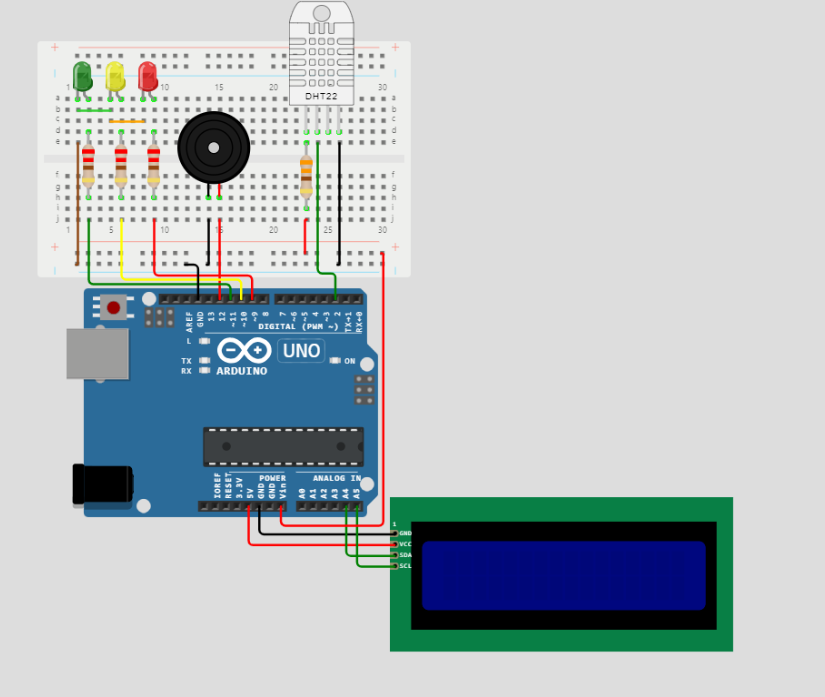 + +
1 5 10 15 20 25 30
a a
b b
c c
d d
e e
DHT22
f f
g g
h h
i i
j j
1 5 10 15 20 25 30
+ +
AREF GND 13 12 ~11 ~10 ~9 8 7 ~6 ~5 4 ~3 2 TX→1 RX←0
DIGITAL (PWM ~)
L
UNO
TX
RX
ON
ARDUINO
POWER
ANALOG IN
IOREF RESET 3.3V 5V GND GND Vin A0 A1 A2 A3 A4 A5
1
GND
VCC
SDA
SCL